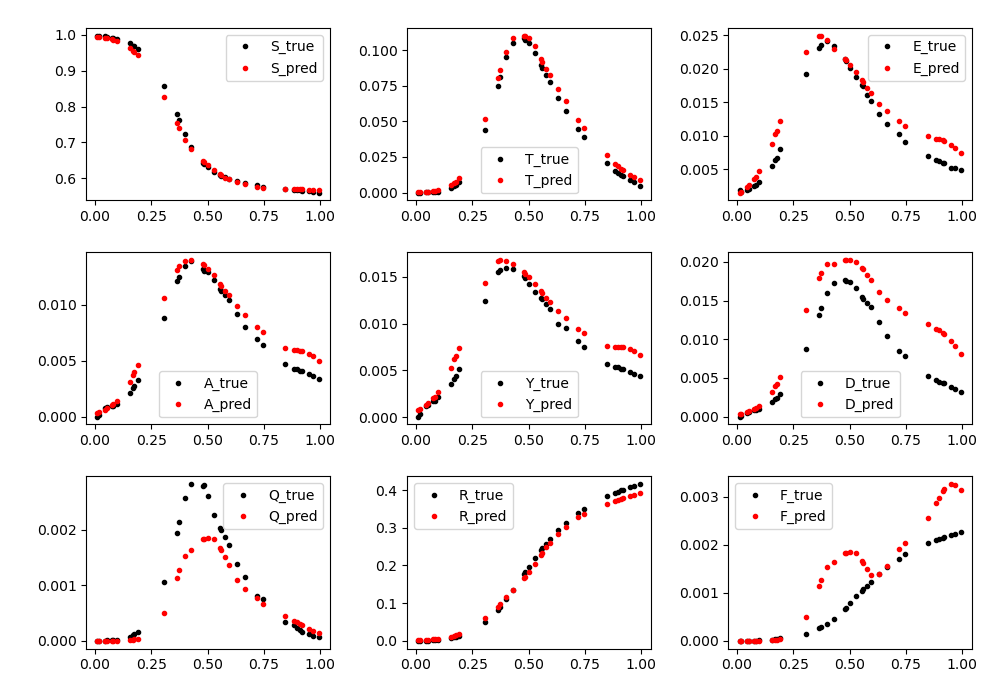 1.0
0.9
0.8
0.7
0.6
0.00 0.25 0.50 0.75 1.00
S_true
S_pred
0.100
0.075
0.050
0.025
0.000
0.00 0.25 0.50 0.75 1.00
T_true
T_pred
0.025
0.020
0.015
0.010
0.005
0.00 0.25 0.50 0.75 1.00
E_true
E_pred
0.010
0.005
0.000
0.00 0.25 0.50 0.75 1.00
A_true
A_pred
0.015
0.010
0.005
0.000
0.00 0.25 0.50 0.75 1.00
Y_true
Y_pred
0.020
0.015
0.010
0.005
0.000
0.00 0.25 0.50 0.75 1.00
D_true
D_pred
0.002
0.001
0.000
0.00 0.25 0.50 0.75 1.00
Q_true
Q_pred
0.4
0.3
0.2
0.1
0.0
0.00 0.25 0.50 0.75 1.00
R_true
R_pred
0.003
0.002
0.001
0.000
0.00 0.25 0.50 0.75 1.00
F_true
F_pred